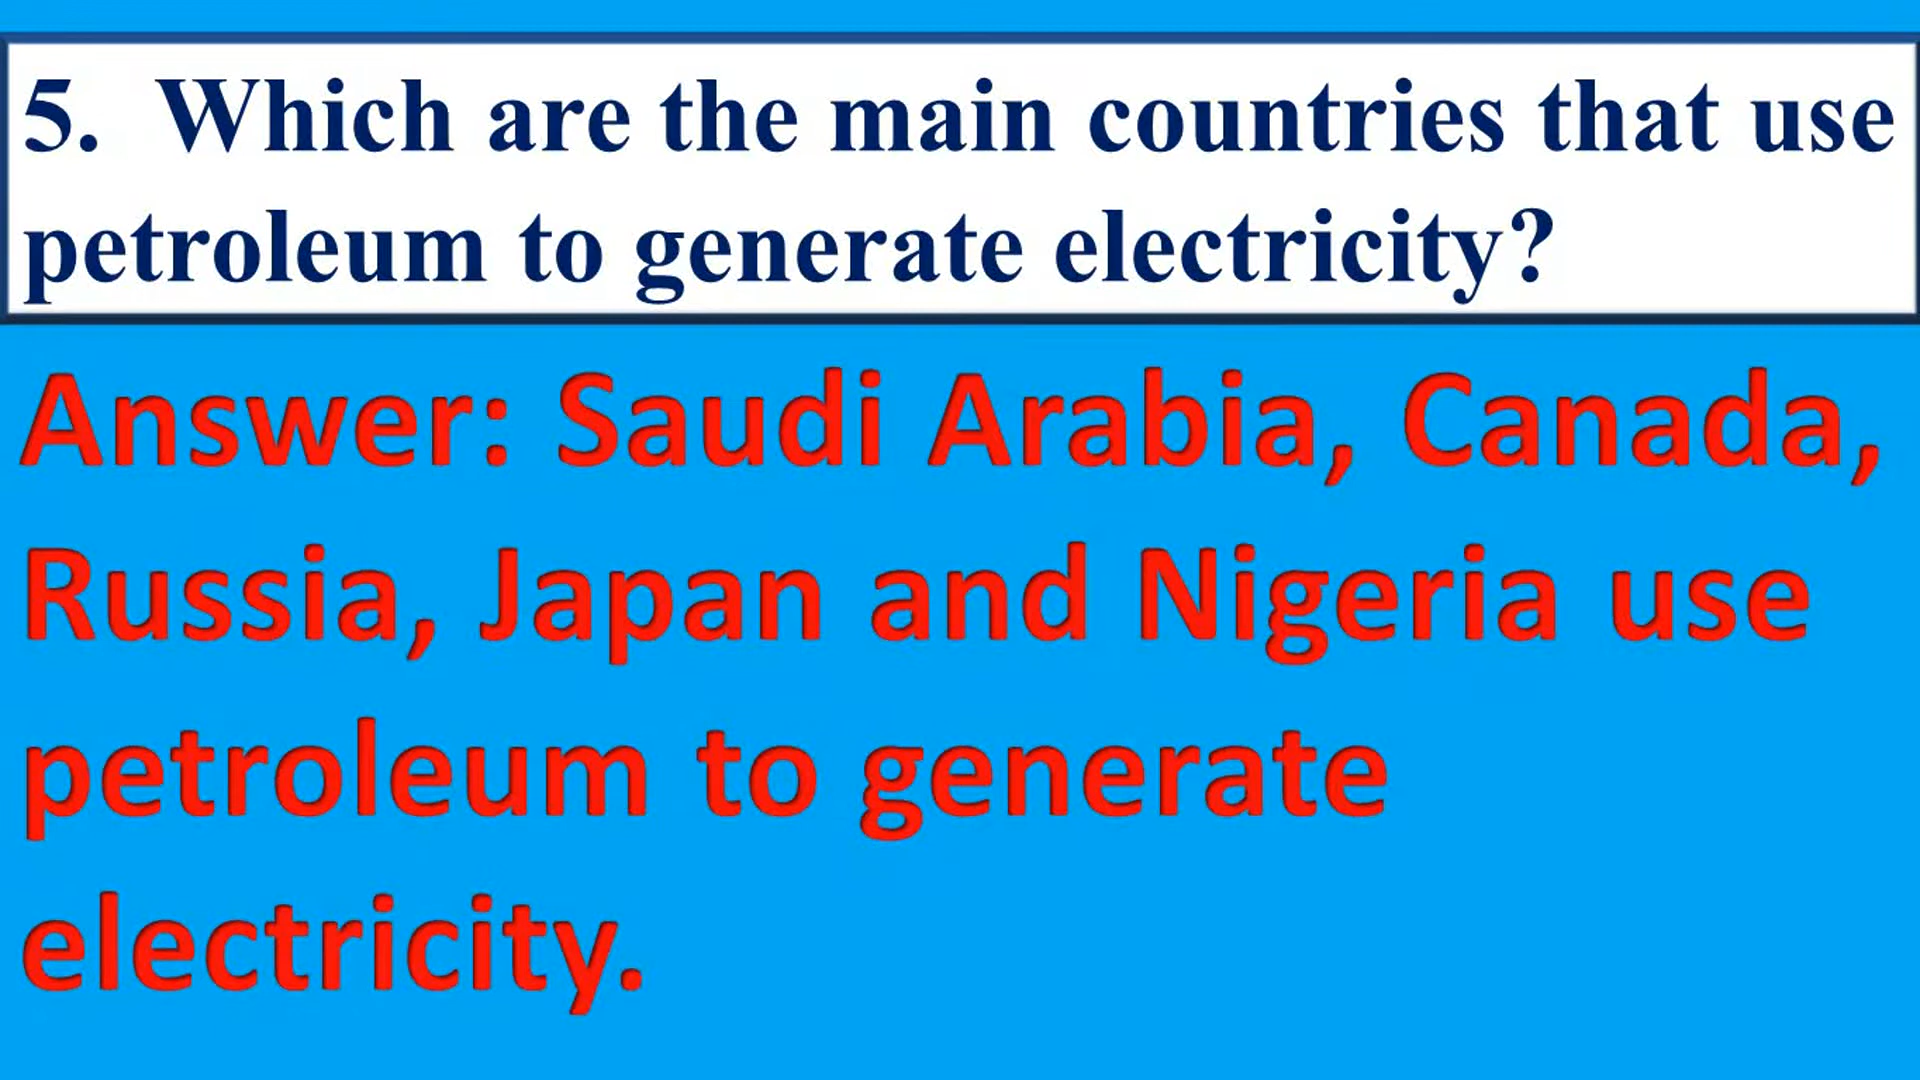 5. Which are the main countries that use
petroleum to generate electricity?
Answer: Saudi Arabia, Canada,
Russia, Japan and Nigeria use
petroleum to generate
electricity.